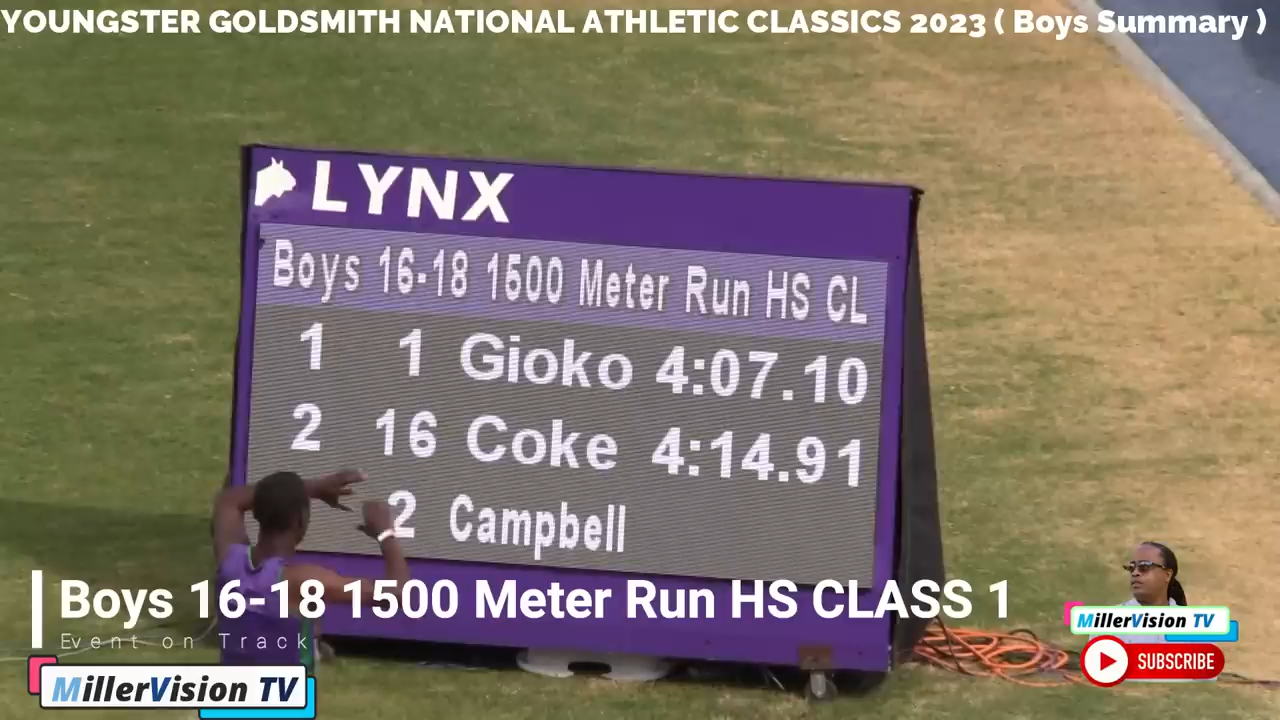 YOUNGSTER GOLDSMITH NATIONAL ATHLETIC CLASSICS 2023 ( Boys Summary )
LYNX
Boys 16-18 1500 Meter Run HS CL
1 1 Gioko 4:07.10
2 16 Coke 4:14.91
2 Campbell
Boys 16-18 1500 Meter Run HS CLASS 1
Event on Track
MillerVision TV
MillerVision TV
SUBSCRIBE